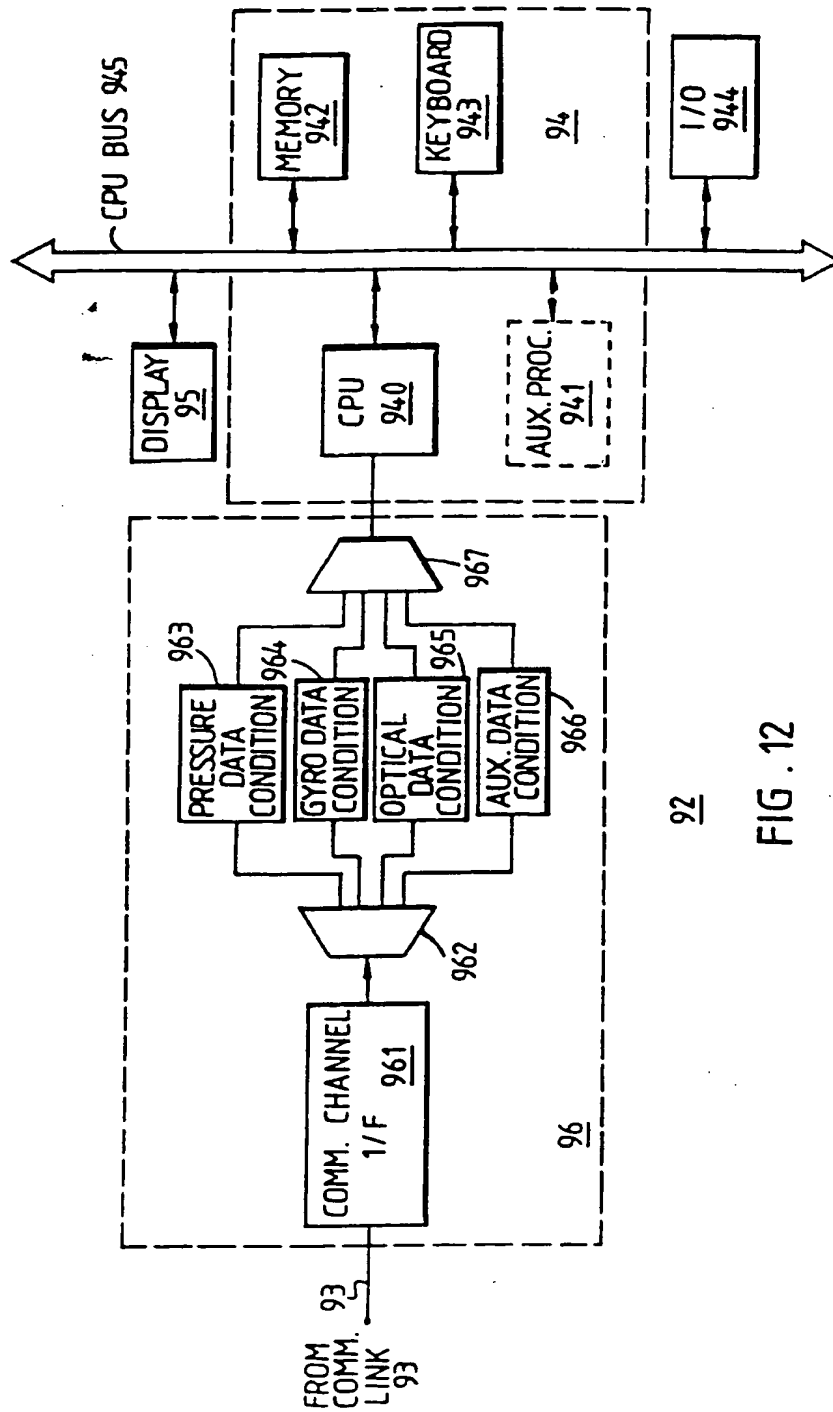 FROM
COMM.
LINK
93
93
COMM. CHANNEL
1/F
961
96
962
PRESSURE
DATA
CONDITION
963
GYRO DATA
CONDITION
964
OPTICAL
DATA
CONDITION
965
AUX. DATA
CONDITION
966
967
DISPLAY
95
CPU
940
AUX. PROC.
941
CPU BUS 945
MEMORY
942
KEYBOARD
943
94
I/O
944
92
FIG. 12